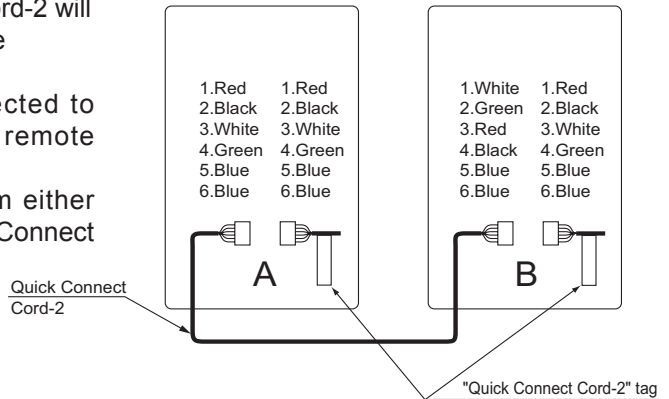 rd-2 will
e
ected to
remote
m either
Connect
1.Red 1.Red
2.Black 2.Black
3.White 3.White
4.Green 4.Green
5.Blue 5.Blue
6.Blue 6.Blue
A
1.White 1.Red
2.Green 2.Black
3.Red 3.White
4.Black 4.Green
5.Blue 5.Blue
6.Blue 6.Blue
B
Quick Connect
Cord-2
"Quick Connect Cord-2" tag